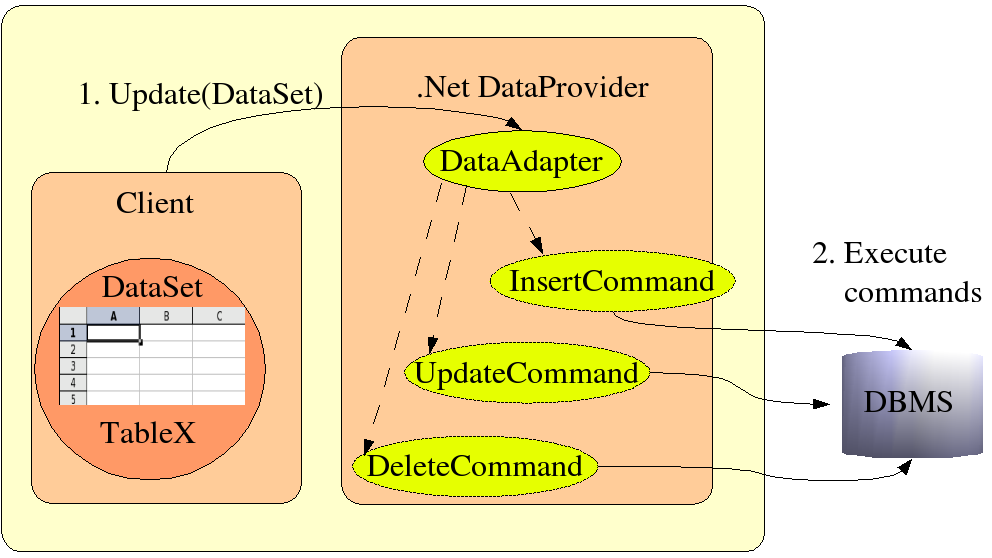 1. Update(DataSet)
.Net DataProvider
DataAdapter
Client
2. Execute
commands
InsertCommand
DataSet
A B C
1
2
3
4
5
UpdateCommand
DBMS
TableX
DeleteCommand